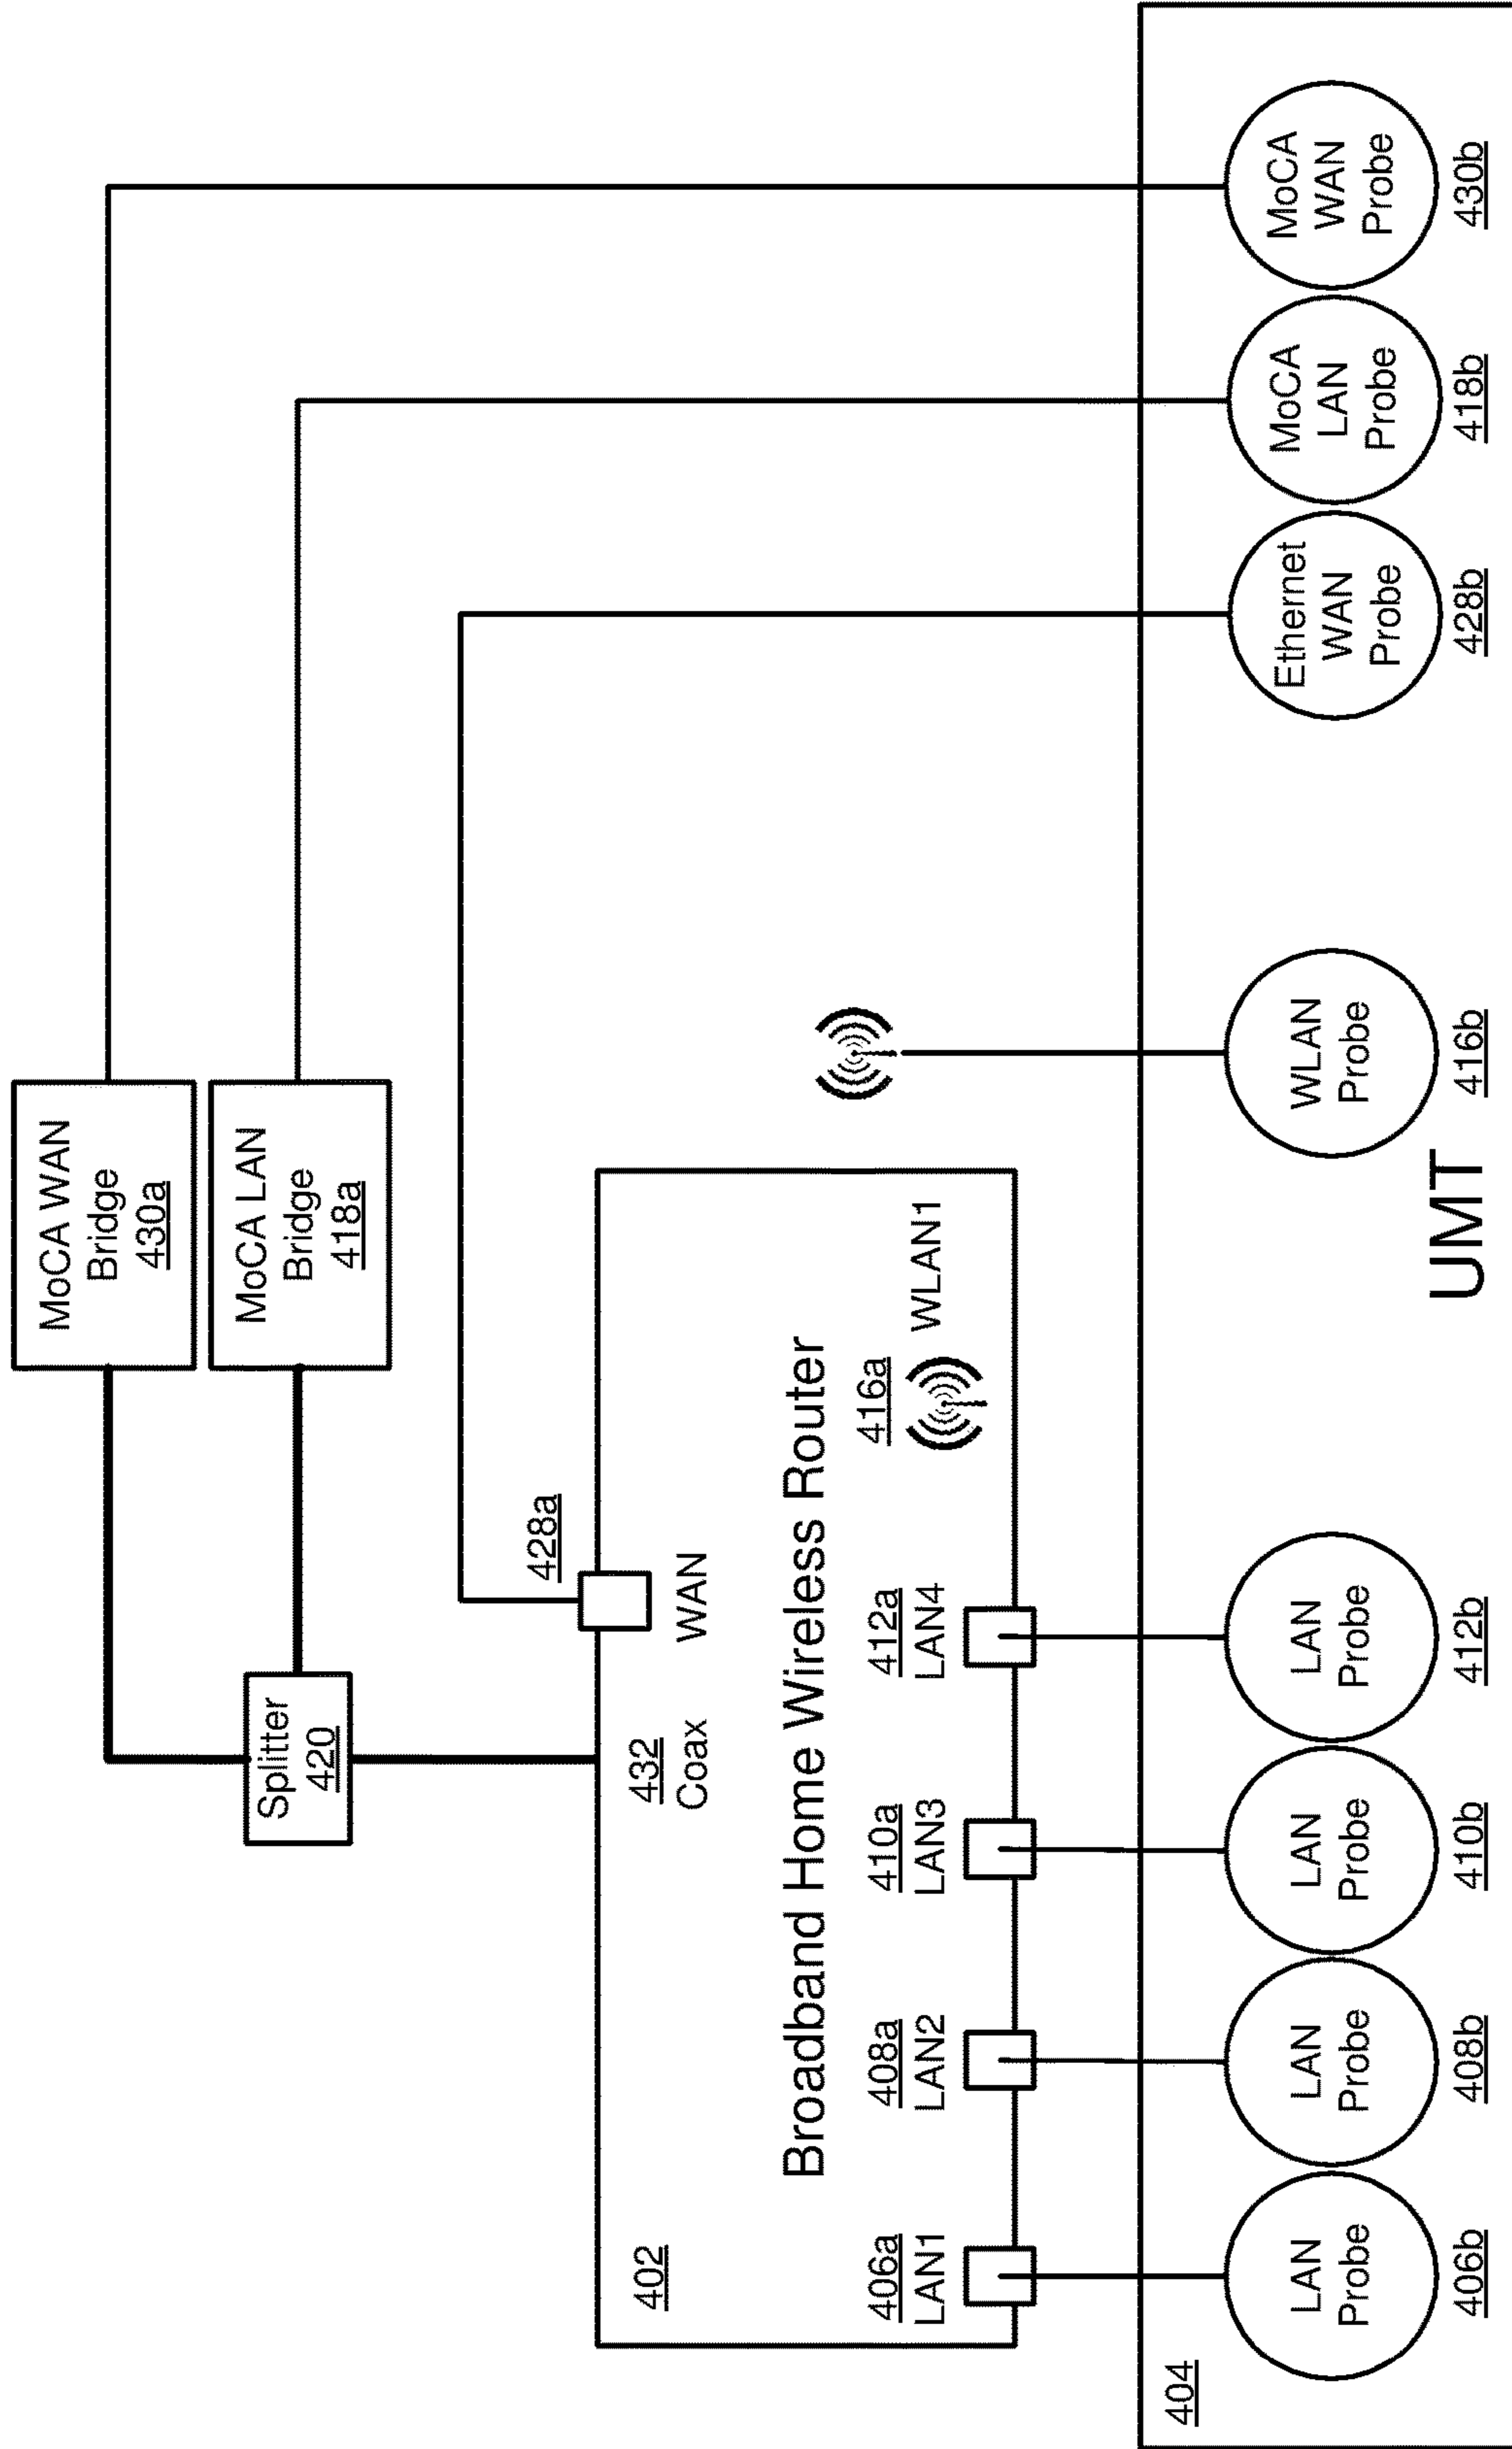 MoCA WAN
Bridge
430a
MoCA LAN
Bridge
418a
Splitter
420
428a
432
Coax
WAN
402
Broadband Home Wireless Router
406a
LAN1
408a
LAN2
410a
LAN3
412a
LAN4
416a
WLAN1
404
LAN
Probe
406b
LAN
Probe
408b
LAN
Probe
410b
LAN
Probe
412b
UMT
WLAN
Probe
416b
Ethernet
WAN
Probe
428b
MoCA
LAN
Probe
418b
MoCA
WAN
Probe
430b